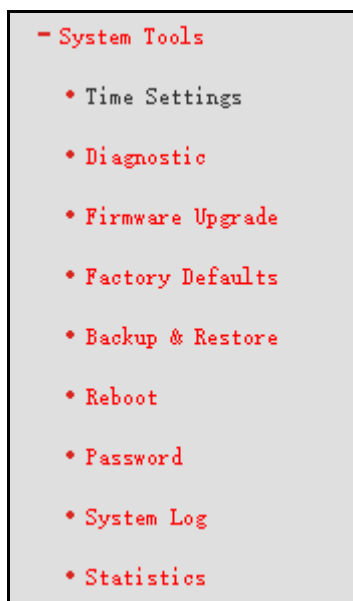 - System Tools
• Time Settings
• Diagnostic
• Firmware Upgrade
• Factory Defaults
• Backup & Restore
• Reboot
• Password
• System Log
• Statistics